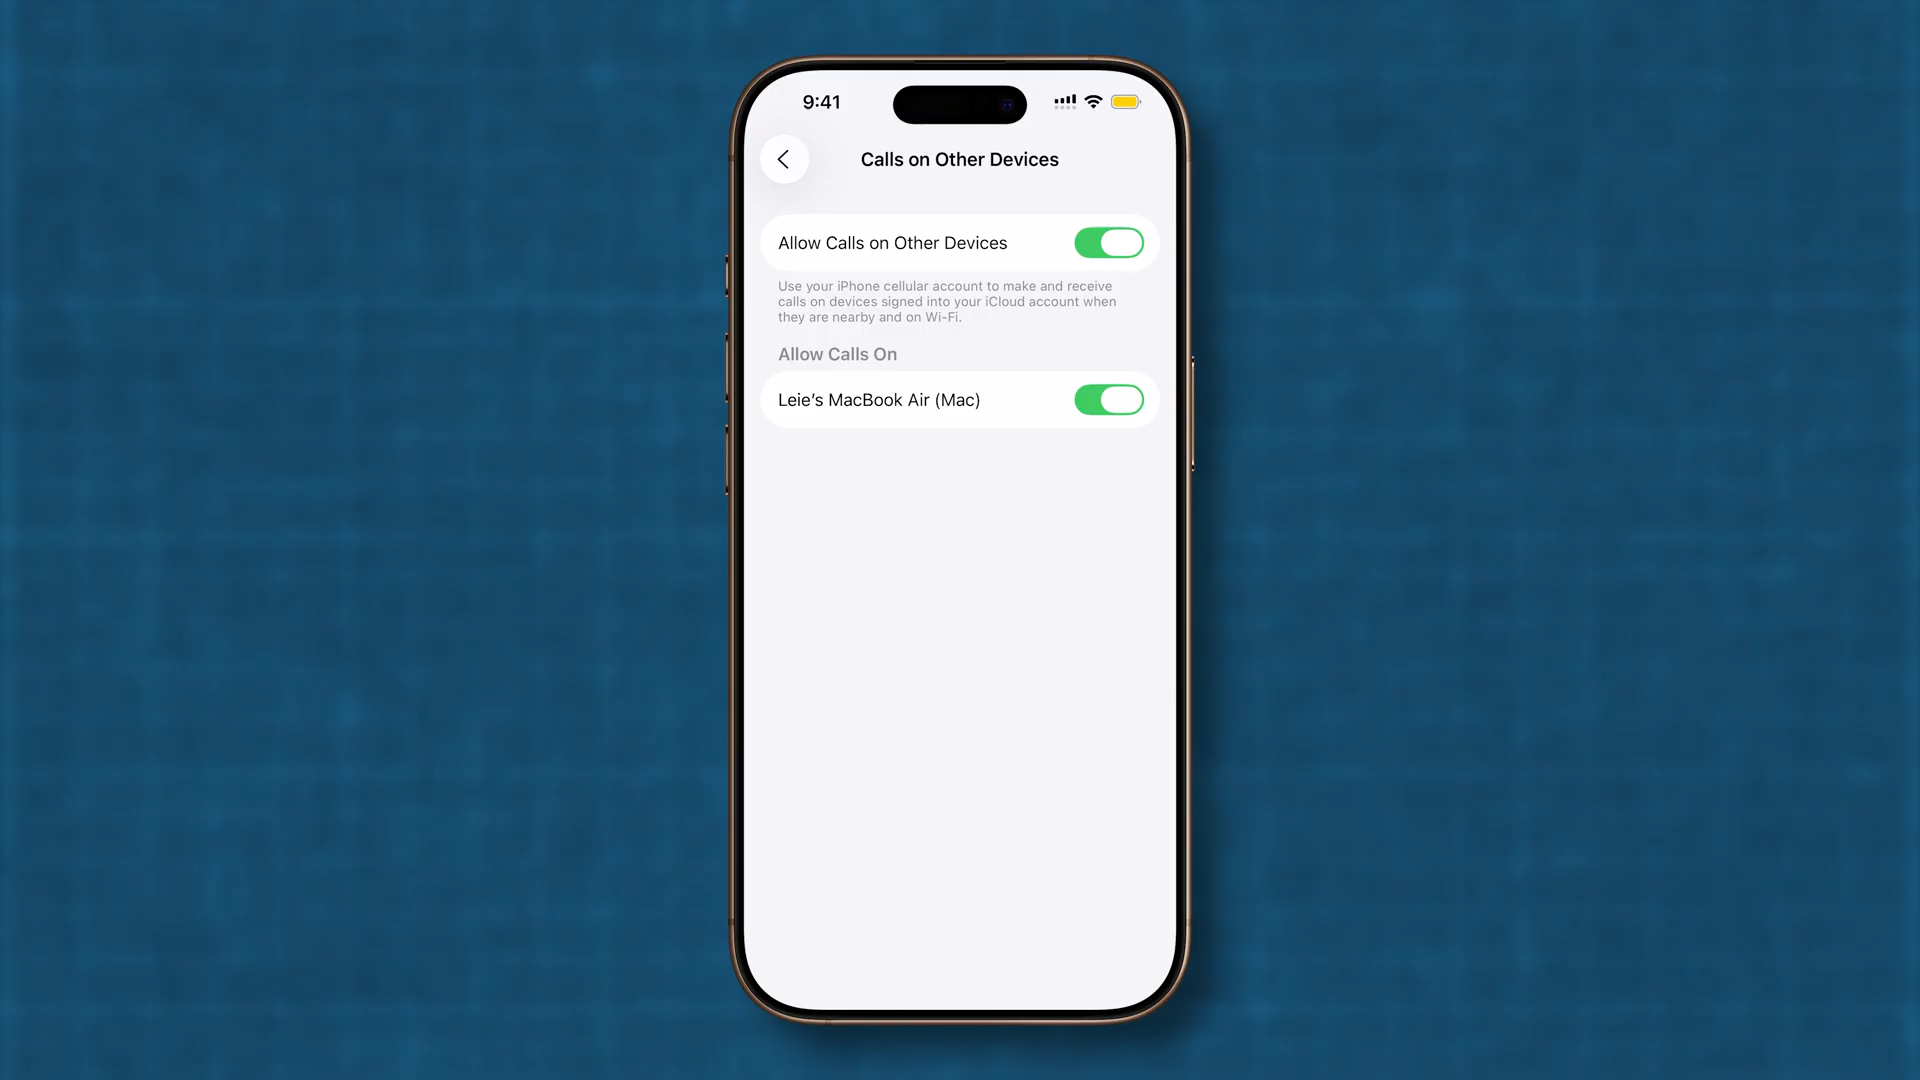 9:41
Calls on Other Devices
Allow Calls on Other Devices
Use your iPhone cellular account to make and receive
calls on devices signed into your iCloud account when
they are nearby and on Wi-Fi.
Allow Calls On
Leie’s MacBook Air (Mac)